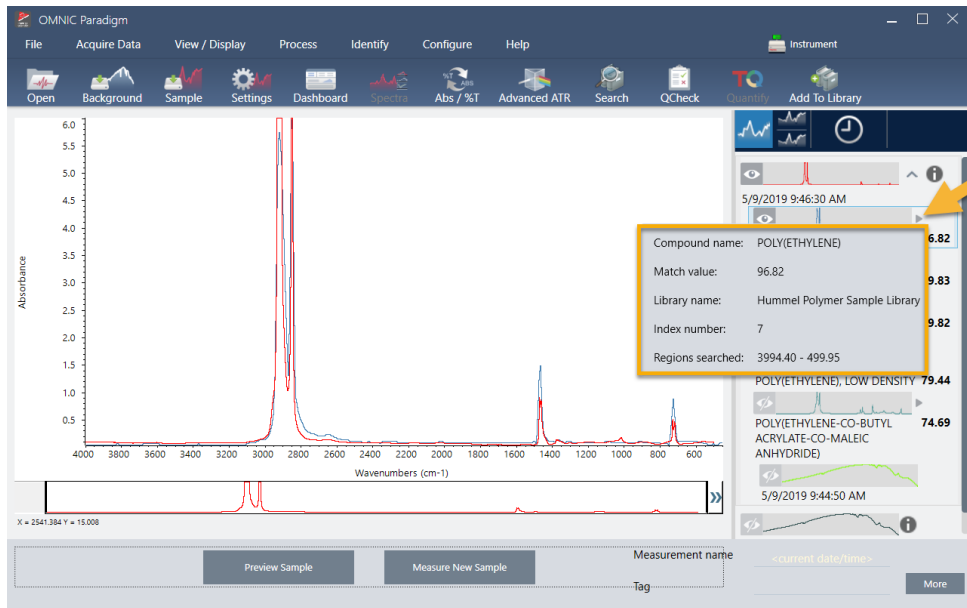 OMNIC Paradigm
File Acquire Data View / Display Process Identify Configure Help Instrument
%T ABS TQ
Open Background Sample Settings Dashboard Spectra Abs / %T Advanced ATR Search QCheck Quantify Add To Library
6.0
5.5
5.0
4.5
4.0
3.5
3.0
2.5
2.0
1.5
1.0
0.5
Absorbance
4000 3800 3600 3400 3200 3000 2800 2600 2400 2200 2000 1800 1600 1400 1200 1000 800 600
Wavenumbers (cm-1)
X = 2541.384 Y = 15.008
5/9/2019 9:46:30 AM
6.82
9.83
9.82
Compound name: POLY(ETHYLENE)
Match value: 96.82
Library name: Hummel Polymer Sample Library
Index number: 7
Regions searched: 3994.40 - 499.95
POLY(ETHYLENE), LOW DENSITY 79.44
POLY(ETHYLENE-CO-BUTYL 74.69
ACRYLATE-CO-MALEIC
ANHYDRIDE)
5/9/2019 9:44:50 AM
Preview Sample Measure New Sample
Measurement name <current date/time>
Tag
More